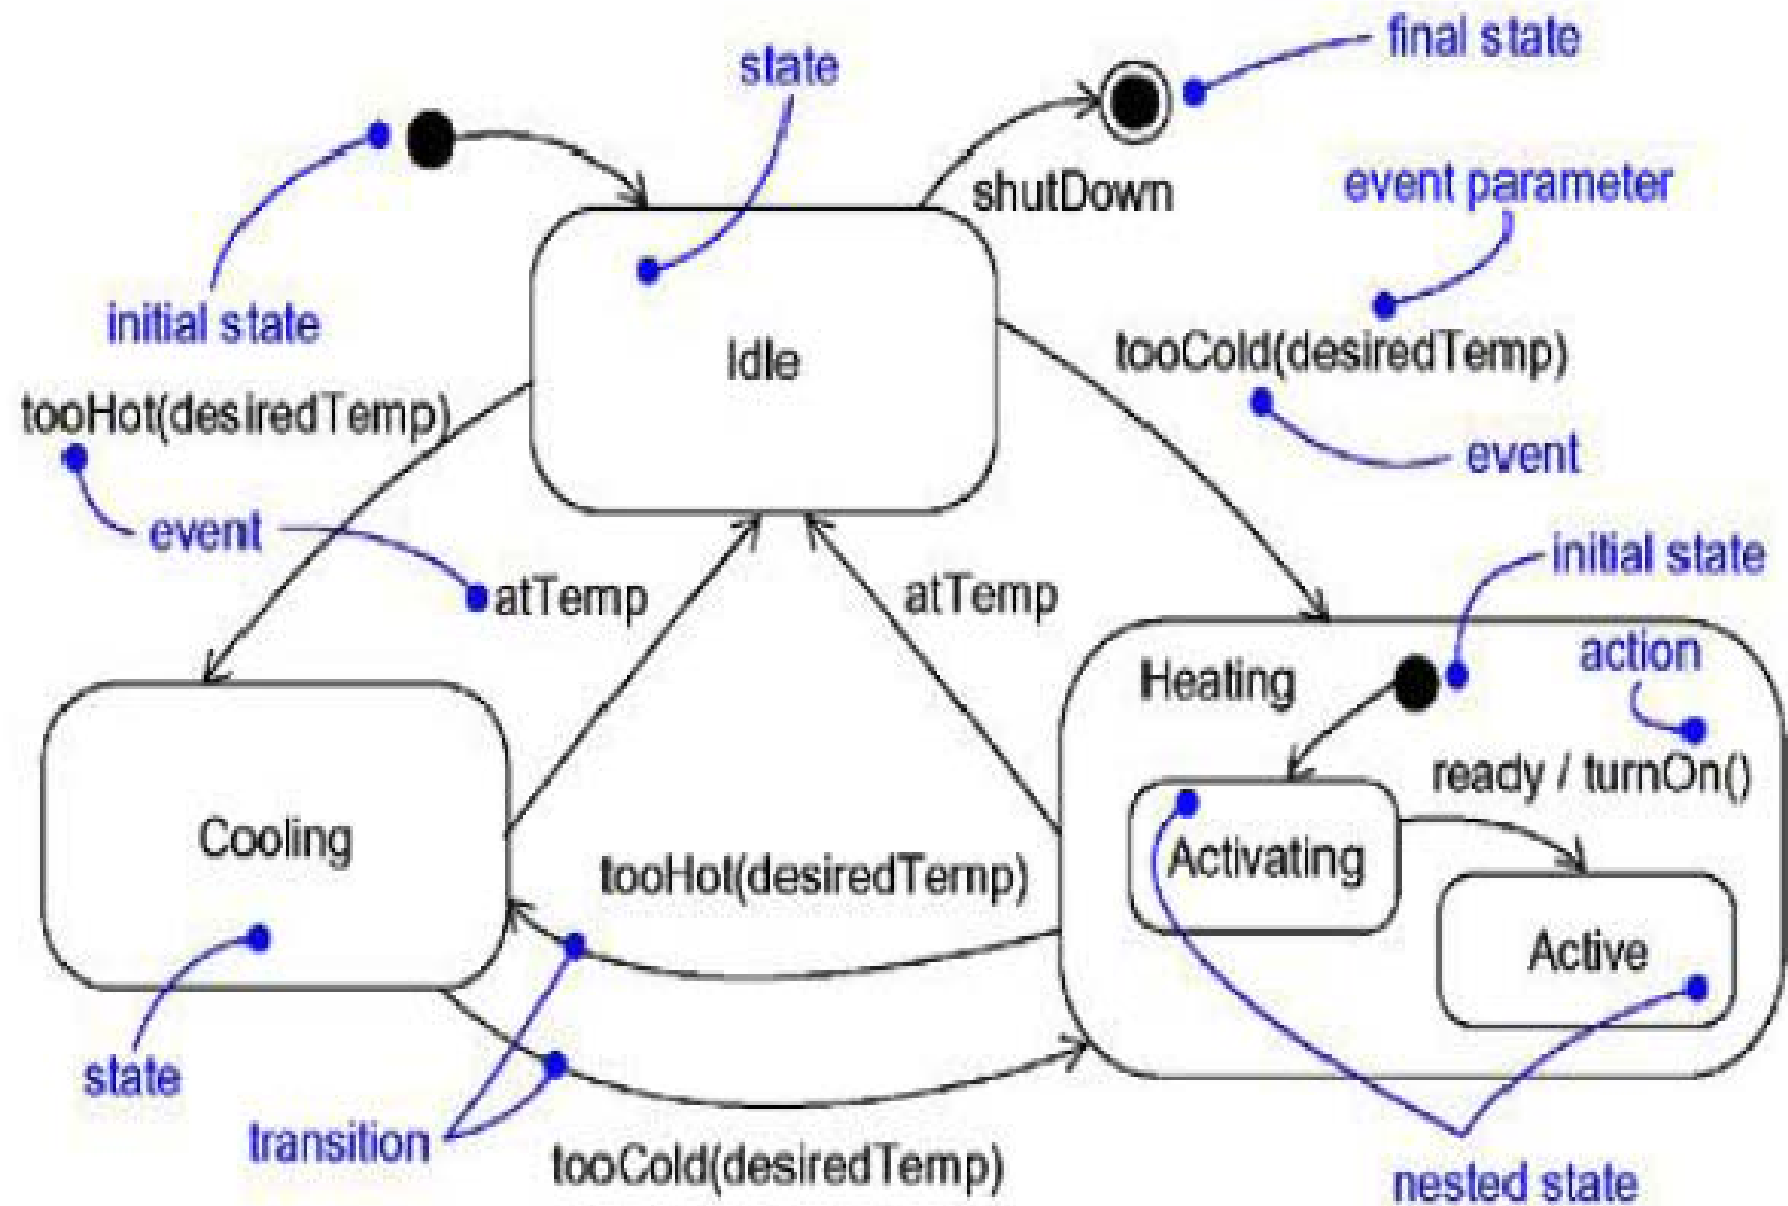 final state
state
shutDown
event parameter
initial state
Idle
tooCold(desiredTemp)
tooHot(desiredTemp)
event
event
initial state
atTemp
atTemp
action
Heating
ready / turnOn()
Cooling
Activating
tooHot(desiredTemp)
Active
state
transition
tooCold(desiredTemp)
nested state